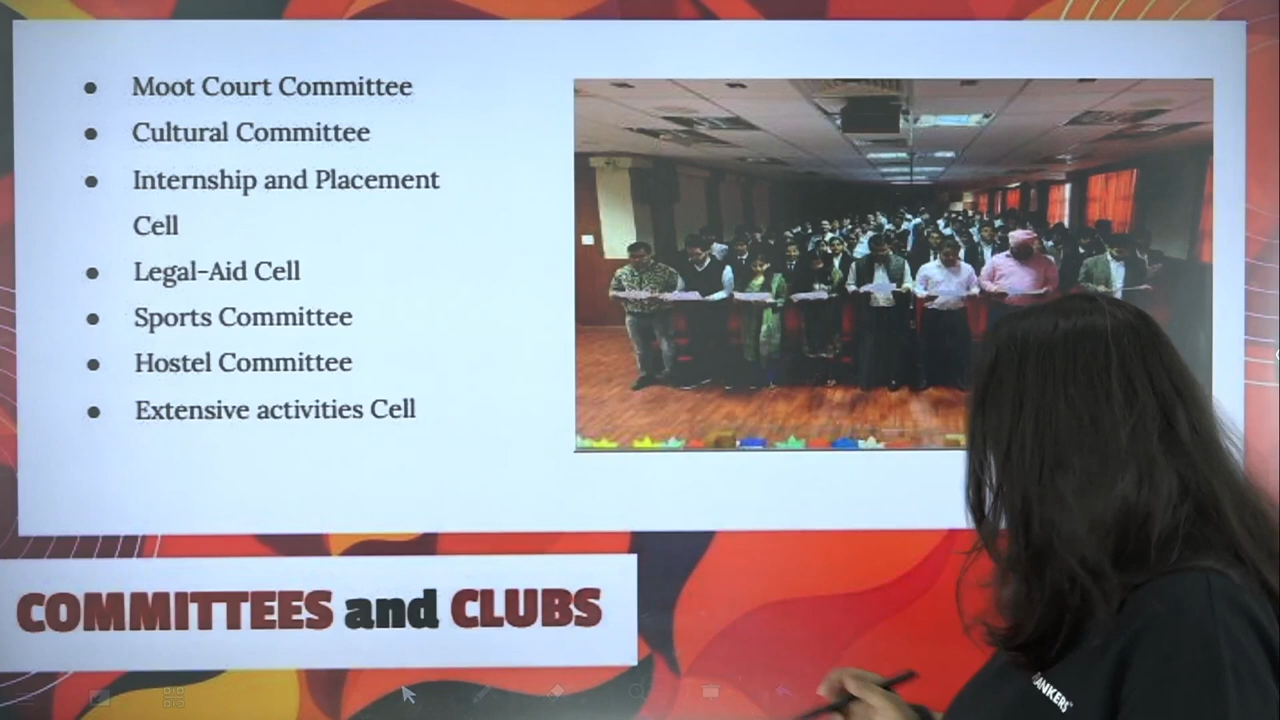 Moot Court Committee
Cultural Committee
Internship and Placement
Cell
Legal-Aid Cell
Sports Committee
Hostel Committee
Extensive activities Cell
COMMITTEES and CLUBS